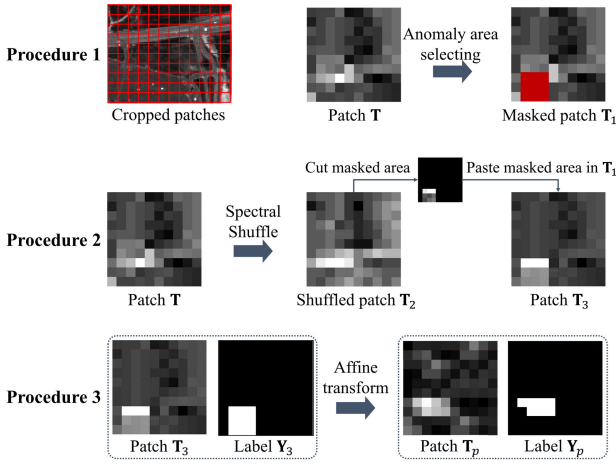 Procedure 1
Anomaly area
selecting
Cropped patches
Patch T
Masked patch T₁
Cut masked area
Paste masked area in T₁
Procedure 2
Spectral
Shuffle
Patch T
Shuffled patch T₂
Patch T₃
Procedure 3
Affine
transform
Patch T₃
Label Y₃
Patch Tₚ
Label Yₚ